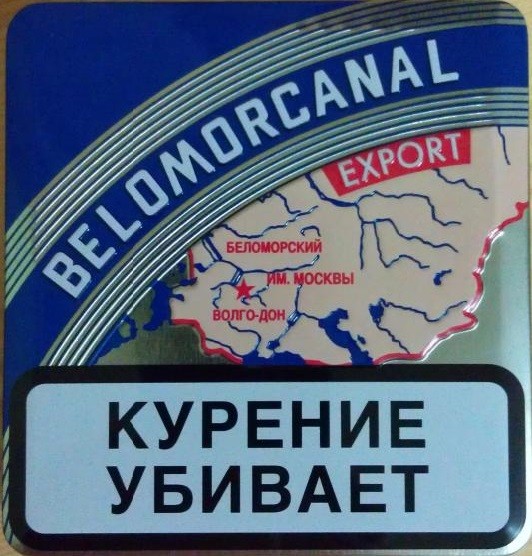 BELOMORCANAL
EXPORT
БЕЛОМОРСКИЙ
ИМ. МОСКВЫ
ВОЛГО-ДОН
КУРЕНИЕ
УБИВАЕТ